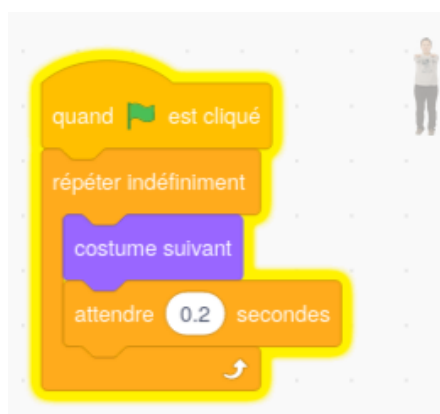 quand est cliqué
répéter indéfiniment
costume suivant
attendre 0.2 secondes